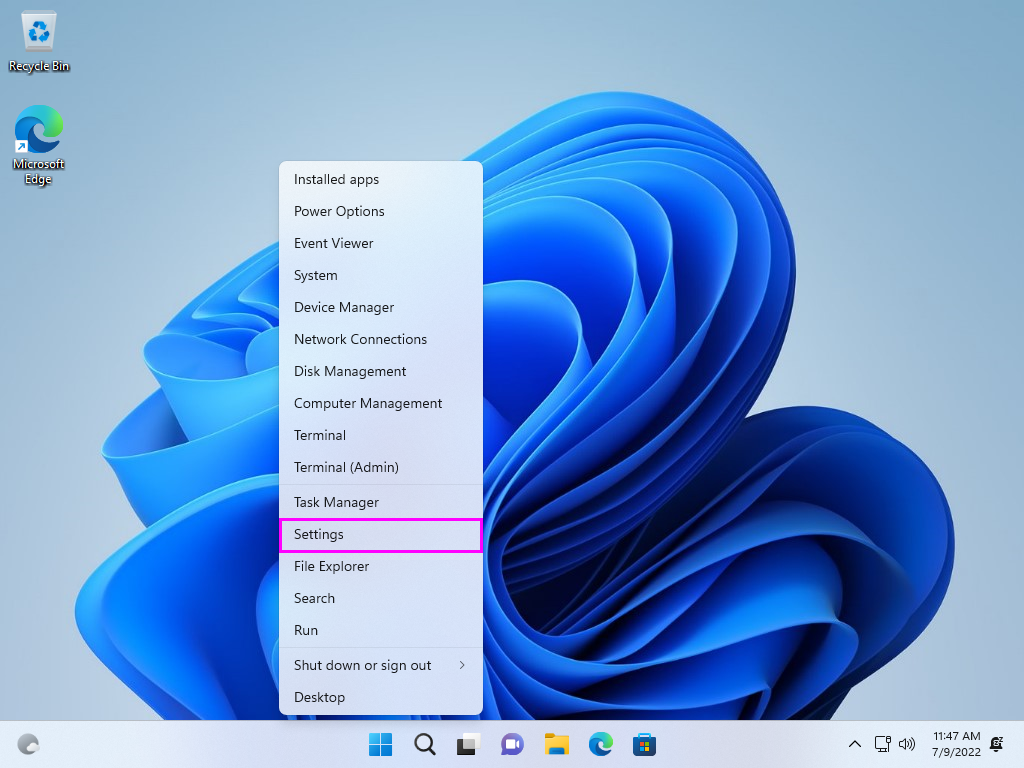 Recycle Bin
Microsoft
Edge
Installed apps
Power Options
Event Viewer
System
Device Manager
Network Connections
Disk Management
Computer Management
Terminal
Terminal (Admin)
Task Manager
Settings
File Explorer
Search
Run
Shut down or sign out
Desktop
11:47 AM
7/9/2022